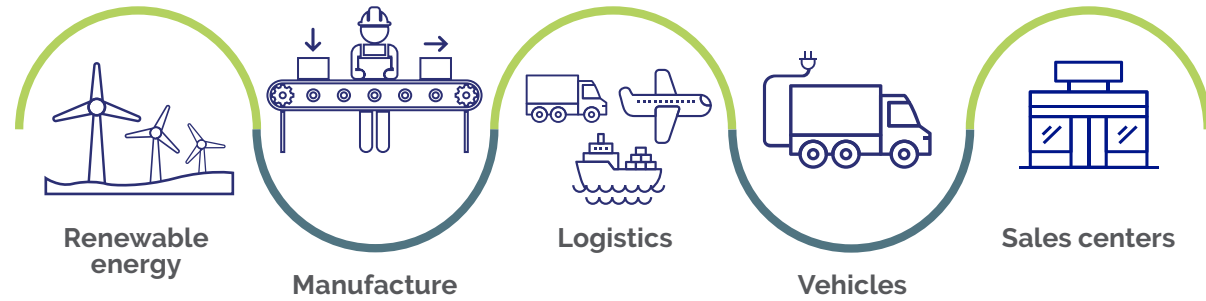 Renewable
energy
Manufacture
Logistics
Vehicles
Sales centers